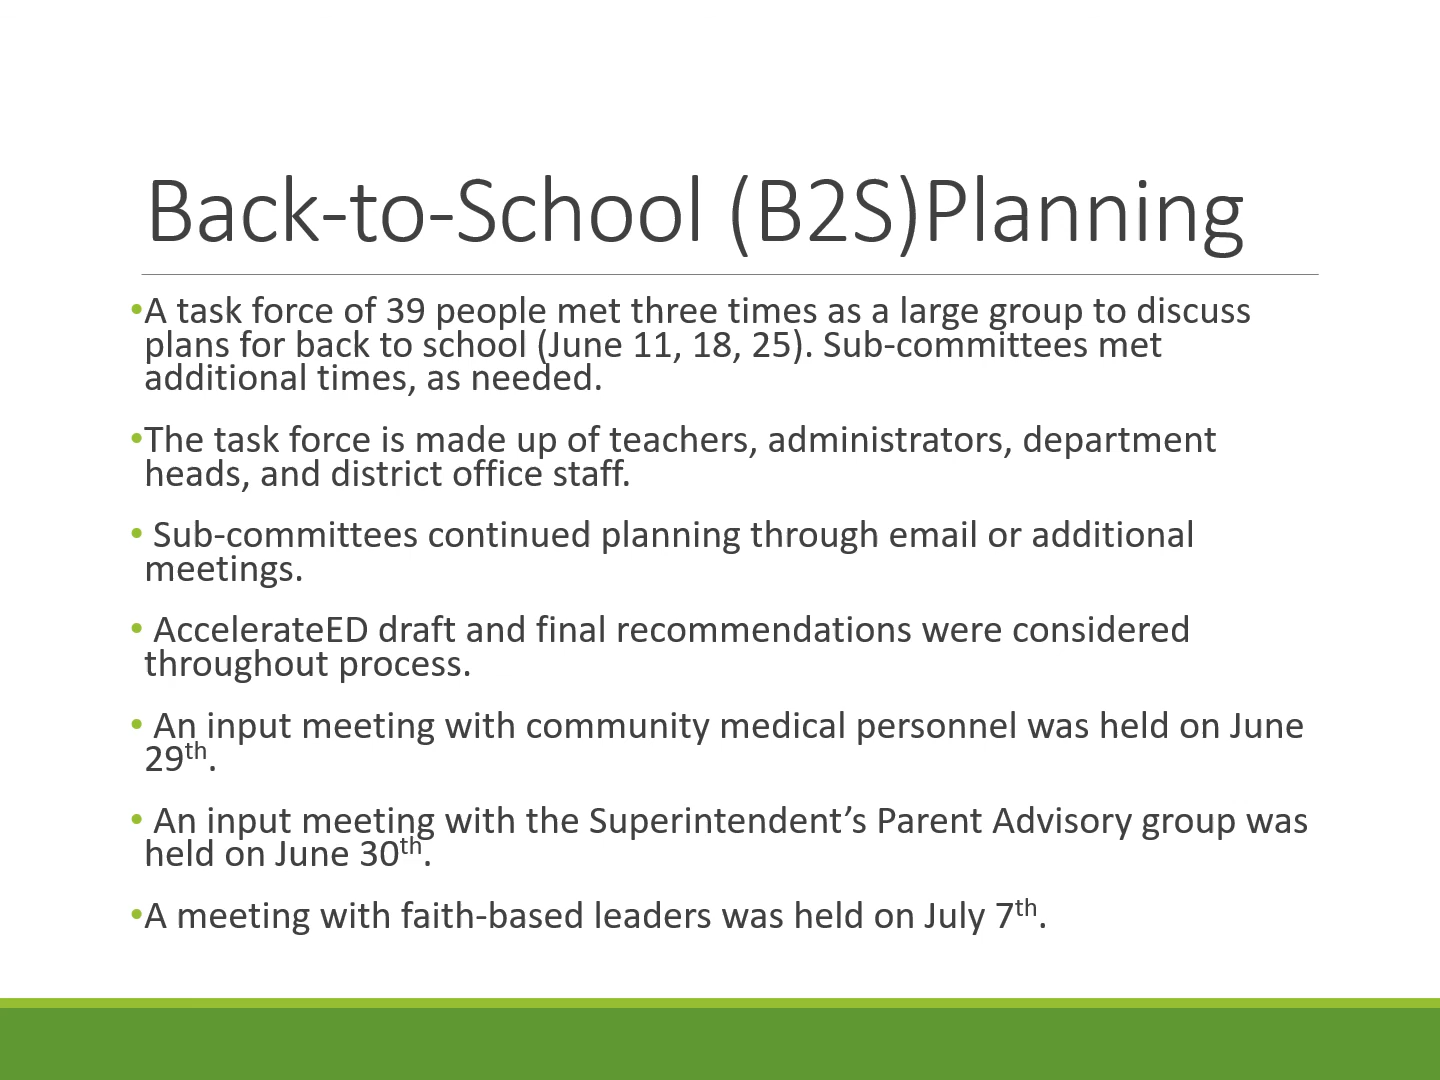 Back-to-School (B2S)Planning
•A task force of 39 people met three times as a large group to discuss
plans for back to school (June 11, 18, 25). Sub-committees met
additional times, as needed.
•The task force is made up of teachers, administrators, department
heads, and district office staff.
• Sub-committees continued planning through email or additional
meetings.
• AccelerateED draft and final recommendations were considered
throughout process.
• An input meeting with community medical personnel was held on June
29th.
• An input meeting with the Superintendent’s Parent Advisory group was
held on June 30th.
•A meeting with faith-based leaders was held on July 7th.